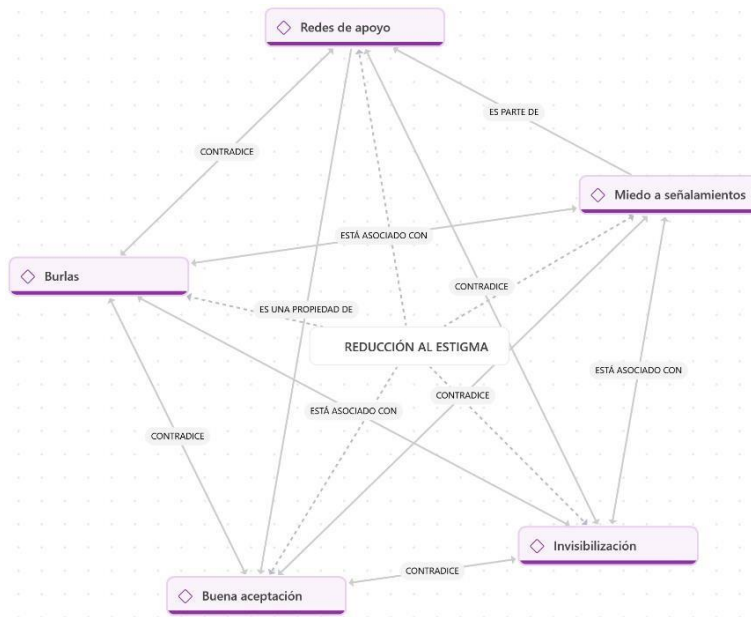 Redes de apoyo
ES PARTE DE
CONTRADICE
Miedo a señalamientos
ESTÁ ASOCIADO CON
Burlas
CONTRADICE
ES UNA PROPIEDAD DE
REDUCCIÓN AL ESTIGMA
ESTÁ ASOCIADO CON
CONTRADICE
ESTÁ ASOCIADO CON
CONTRADICE
Invisibilización
CONTRADICE
Buena aceptación